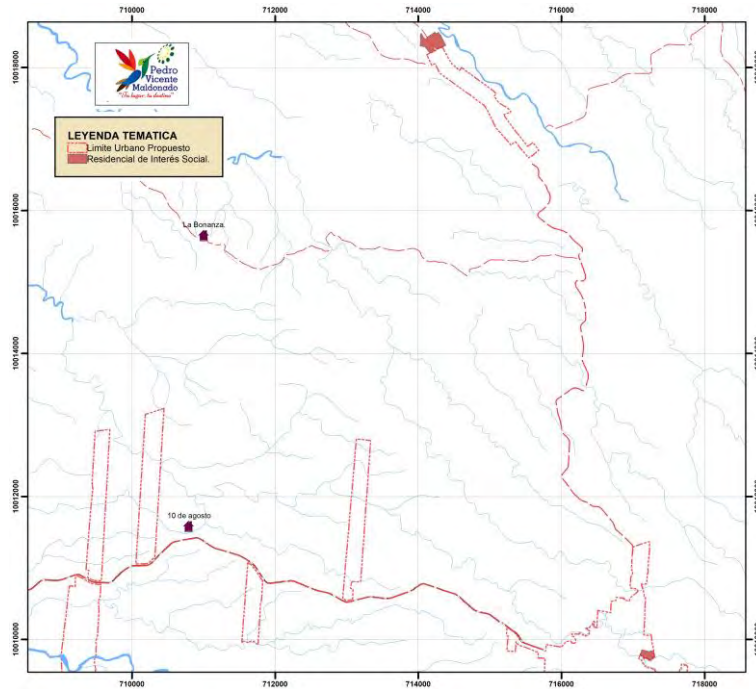 710000 712000 714000 716000 718000
Pedro
Vicente
Maldonado
LEYENDA TEMATICA
Limite Urbano Propuesto
Residencial de Interés Social.
10018000
10016000
La Bonanza.
10014000
10012000
10 de agosto
10010000
710000 712000 714000 716000 718000